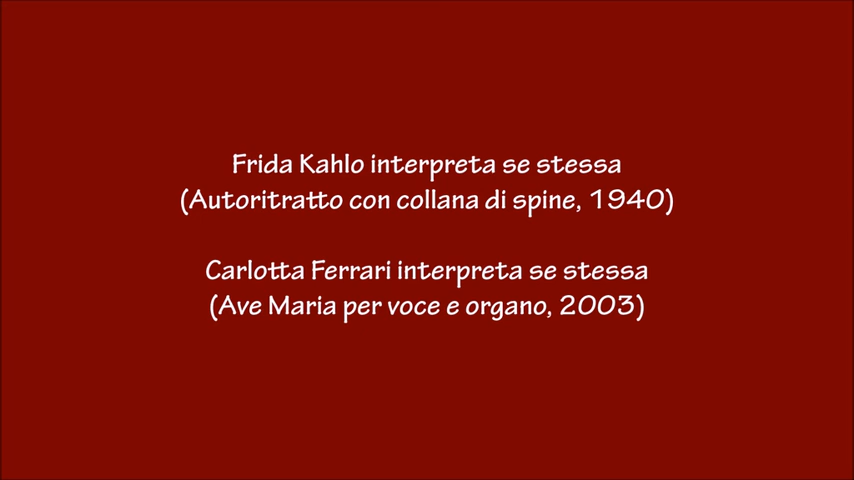 Frida Kahlo interpreta se stessa
(Autoritratto con collana di spine, 1940)
Carlotta Ferrari interpreta se stessa
(Ave Maria per voce e organo, 2003)